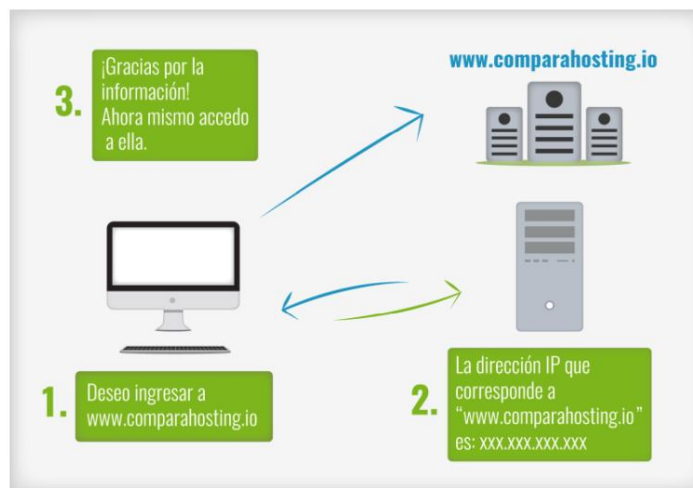 3.
¡Gracias por la
información!
Ahora mismo accedo
a ella.
www.comparahosting.io
1.
Deseo ingresar a
www.comparahosting.io
2.
La dirección IP que
corresponde a
“www.comparahosting.io”
es: xxx.xxx.xxx.xxx